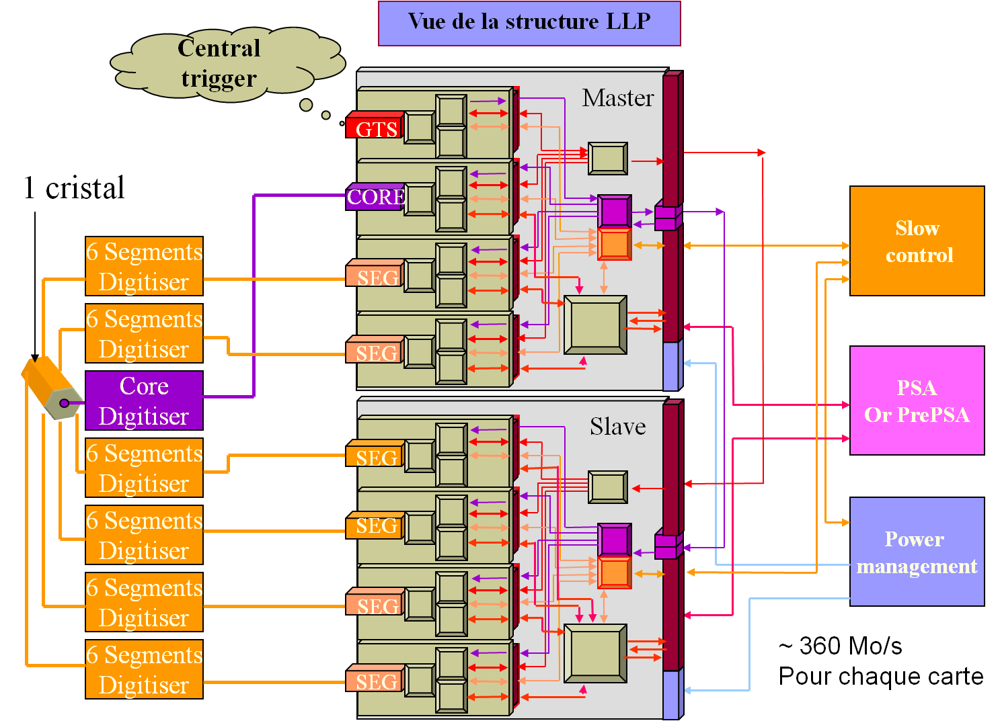 Vue de la structure LLP
Central
trigger
Master
GTS
1 cristal
CORE
6 Segments
Digitiser
SEG
6 Segments
Digitiser
SEG
Core
Digitiser
6 Segments
Digitiser
6 Segments
Digitiser
6 Segments
Digitiser
6 Segments
Digitiser
Slave
SEG
SEG
SEG
SEG
Slow
control
PSA
Or PrePSA
Power
management
~ 360 Mo/s
Pour chaque carte